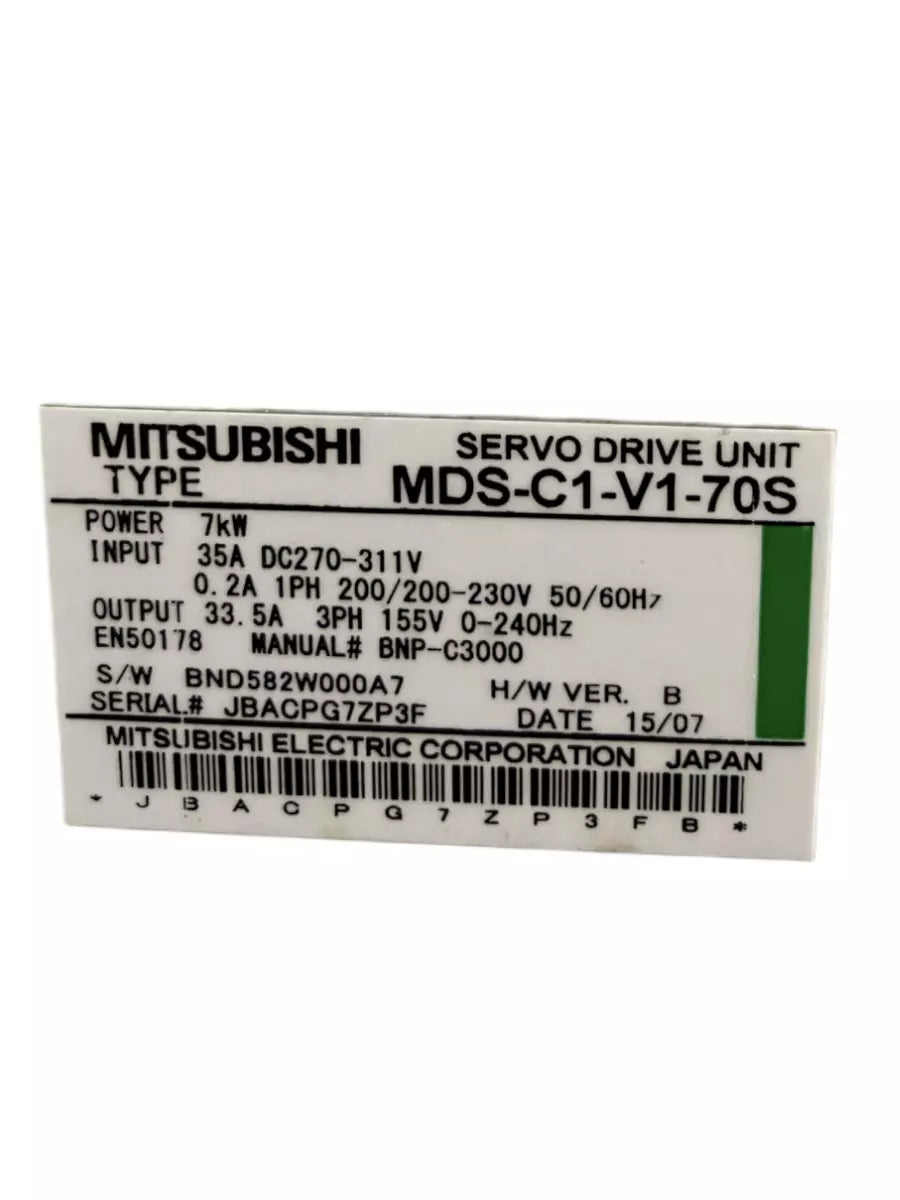 MITSUBISHI SERVO DRIVE UNIT
TYPE MDS-C1-V1-70S
POWER 7kW
INPUT 35A DC270-311V
0.2A 1PH 200/200-230V 50/60Hz
OUTPUT 33.5A 3PH 155V 0-240Hz
EN50178 MANUAL# BNP-C3000
S/W BND582W000A7 H/W VER. B
SERIAL# JBACPG7ZP3F DATE 15/07
MITSUBISHI ELECTRIC CORPORATION JAPAN
* J B A C P G 7 Z P 3 F B *